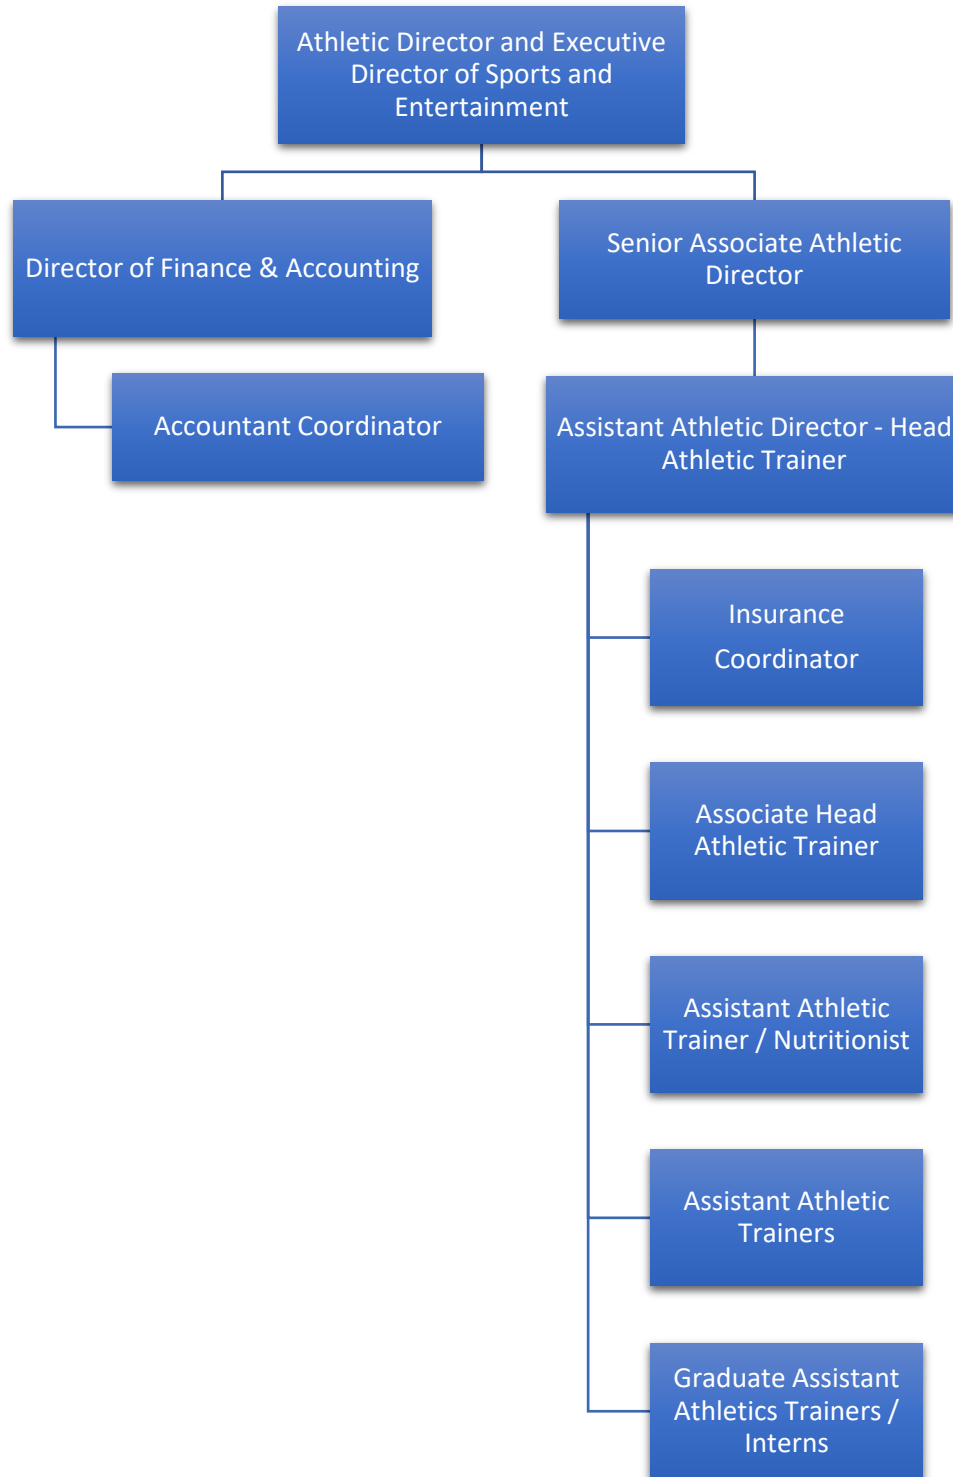 Athletic Director and Executive
Director of Sports and
Entertainment
Director of Finance & Accounting
Senior Associate Athletic
Director
Accountant Coordinator
Assistant Athletic Director - Head
Athletic Trainer
Insurance
Coordinator
Associate Head
Athletic Trainer
Assistant Athletic
Trainer / Nutritionist
Assistant Athletic
Trainers
Graduate Assistant
Athletics Trainers /
Interns